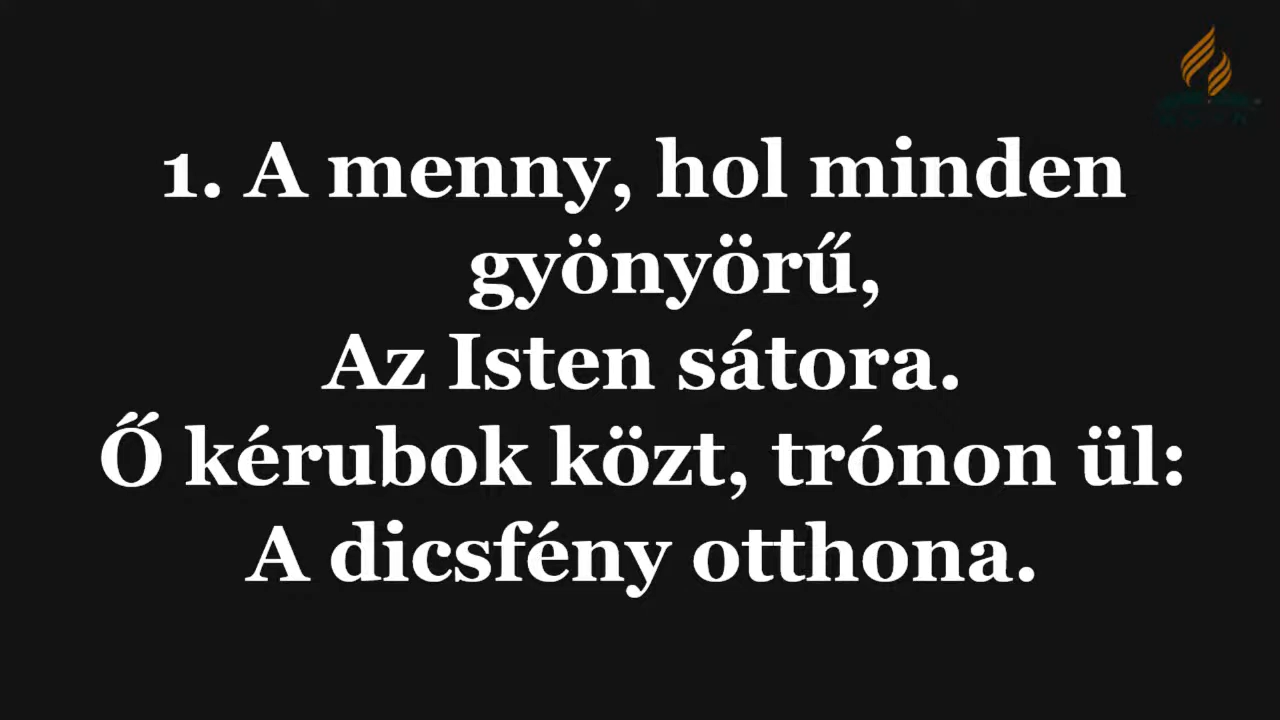 1. A menny, hol minden
gyönyörű,
Az Isten sátora.
Ő kérubok közt, trónon ül:
A dicsfény otthona.